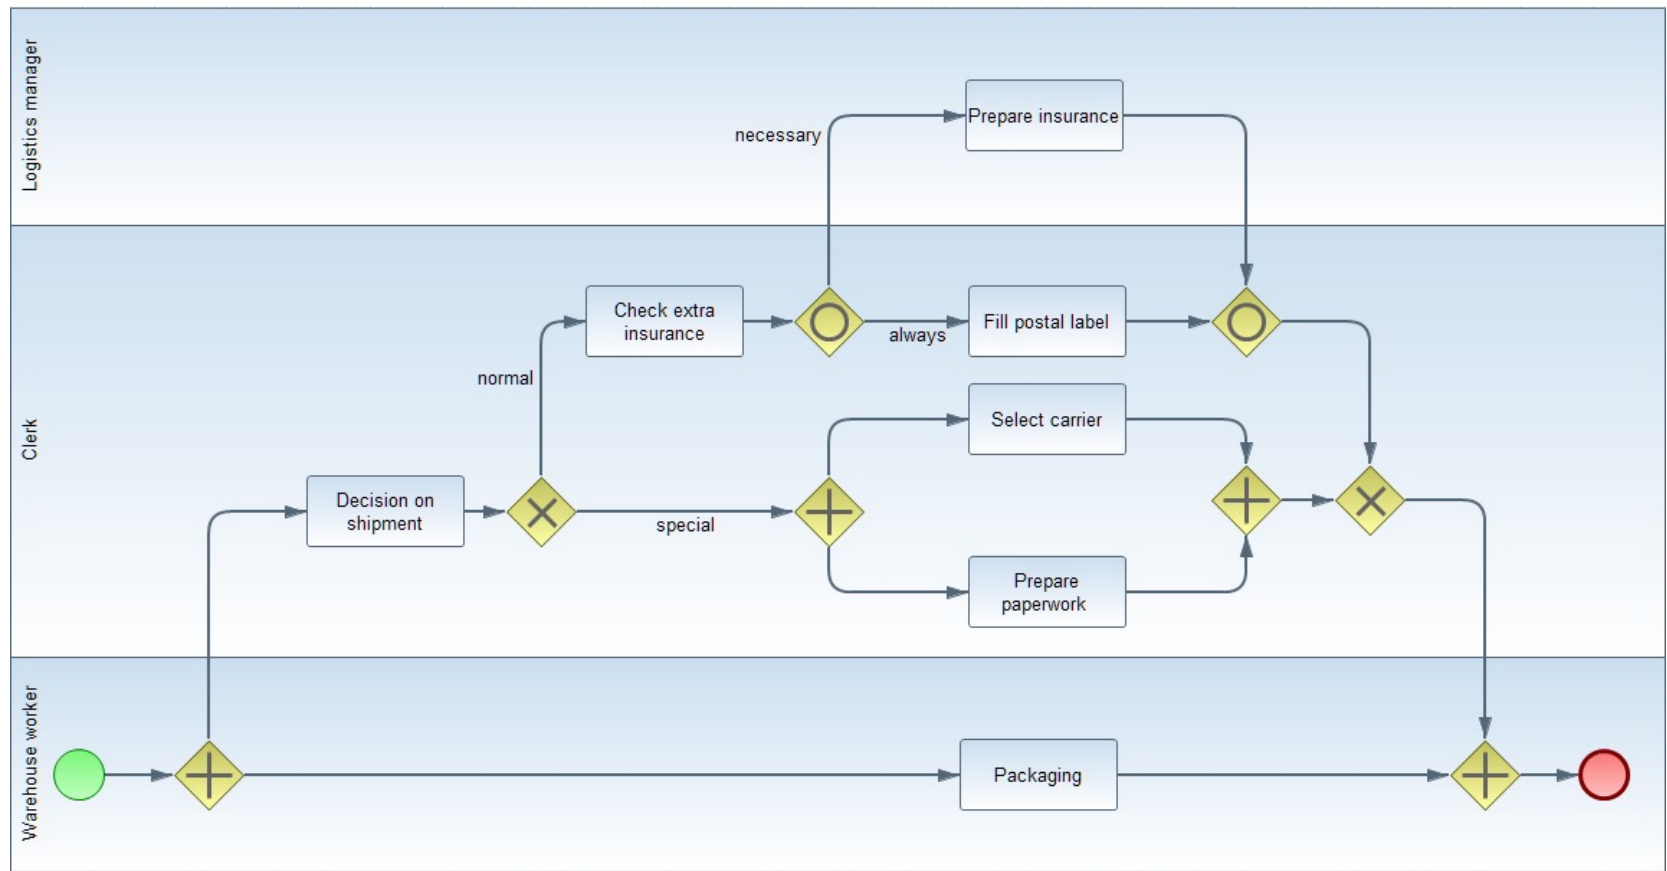 Logistics manager
necessary
Prepare insurance
Clerk
Check extra
insurance
always
Fill postal label
normal
Select carrier
Decision on
shipment
special
Prepare
paperwork
Warehouse worker
Packaging